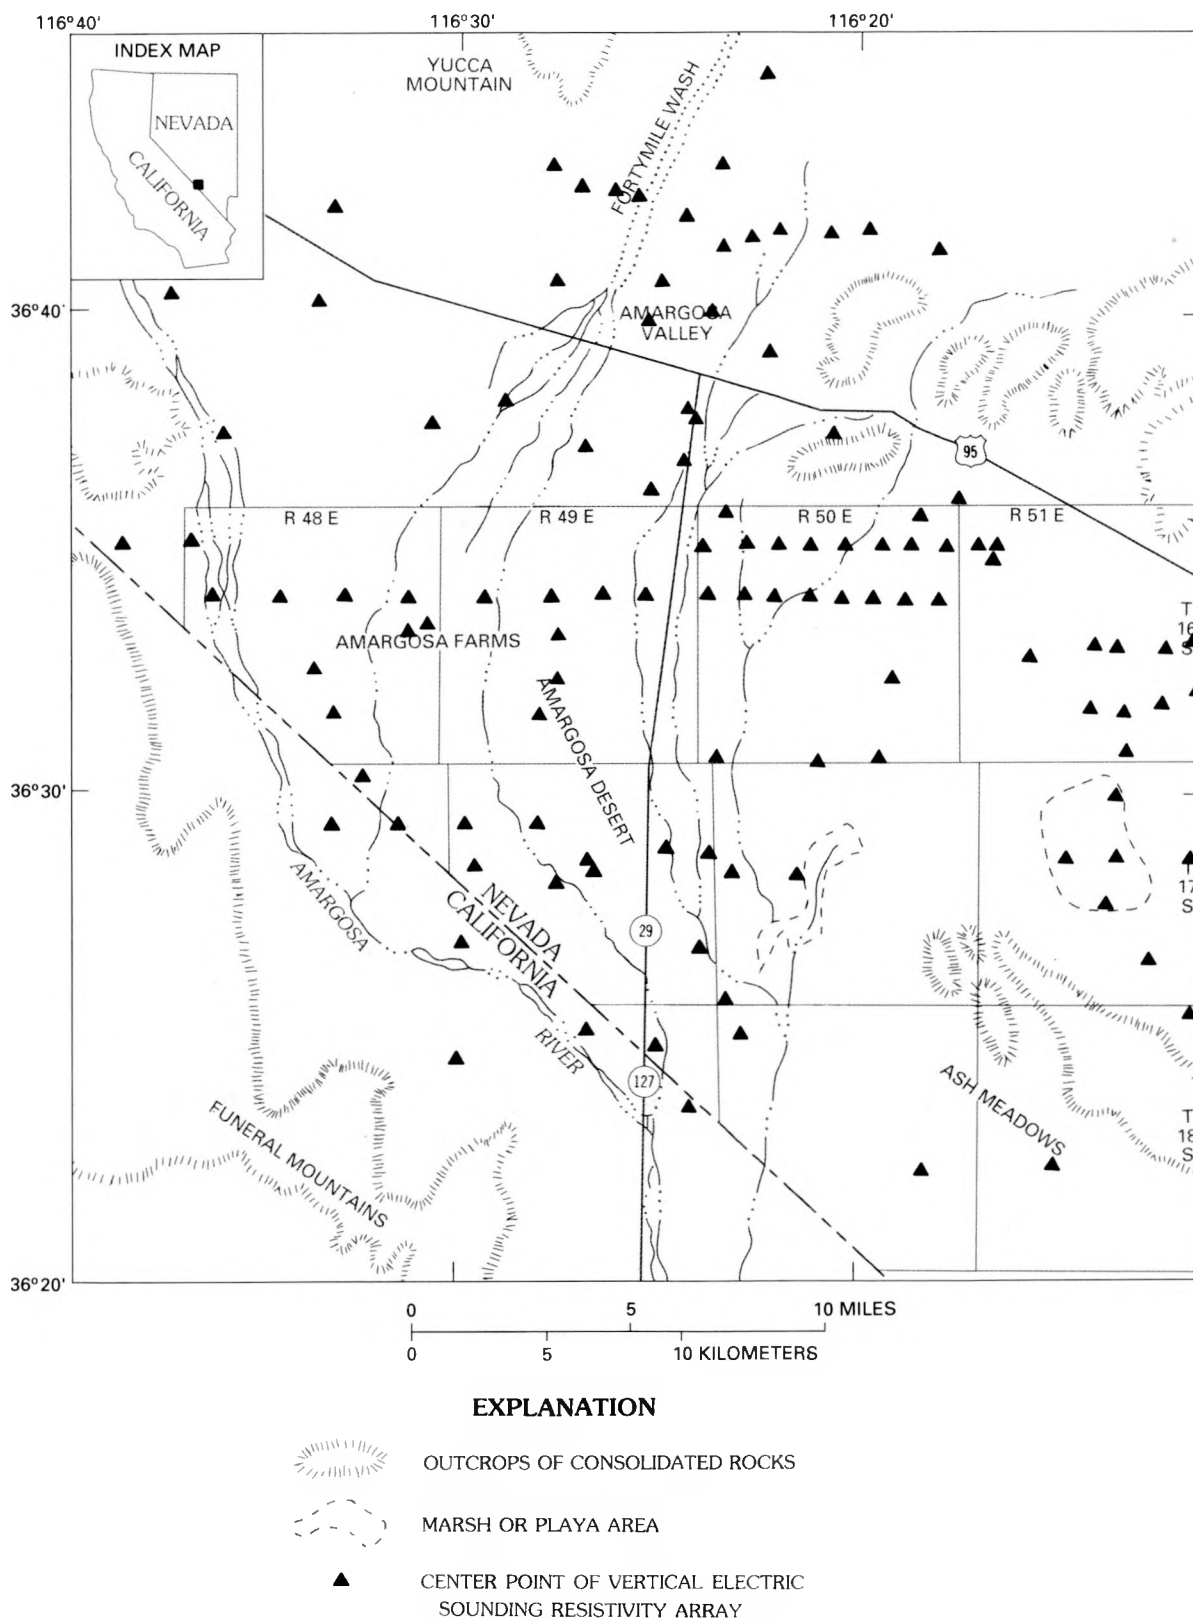 116°40'
116°30'
116°20'
INDEX MAP
NEVADA
CALIFORNIA
YUCCA
MOUNTAIN
FORTYMILE WASH
36°40'
AMARGOSA
VALLEY
95
R 48 E
R 49 E
R 50 E
R 51 E
T
16
S
AMARGOSA FARMS
AMARGOSA DESERT
36°30'
T
17
S
AMARGOSA
RIVER
NEVADA
CALIFORNIA
29
127
ASH MEADOWS
T
18
S
FUNERAL MOUNTAINS
36°20'
0 5 10 MILES
0 5 10 KILOMETERS
EXPLANATION
OUTCROPS OF CONSOLIDATED ROCKS
MARSH OR PLAYA AREA
CENTER POINT OF VERTICAL ELECTRIC
SOUNDING RESISTIVITY ARRAY